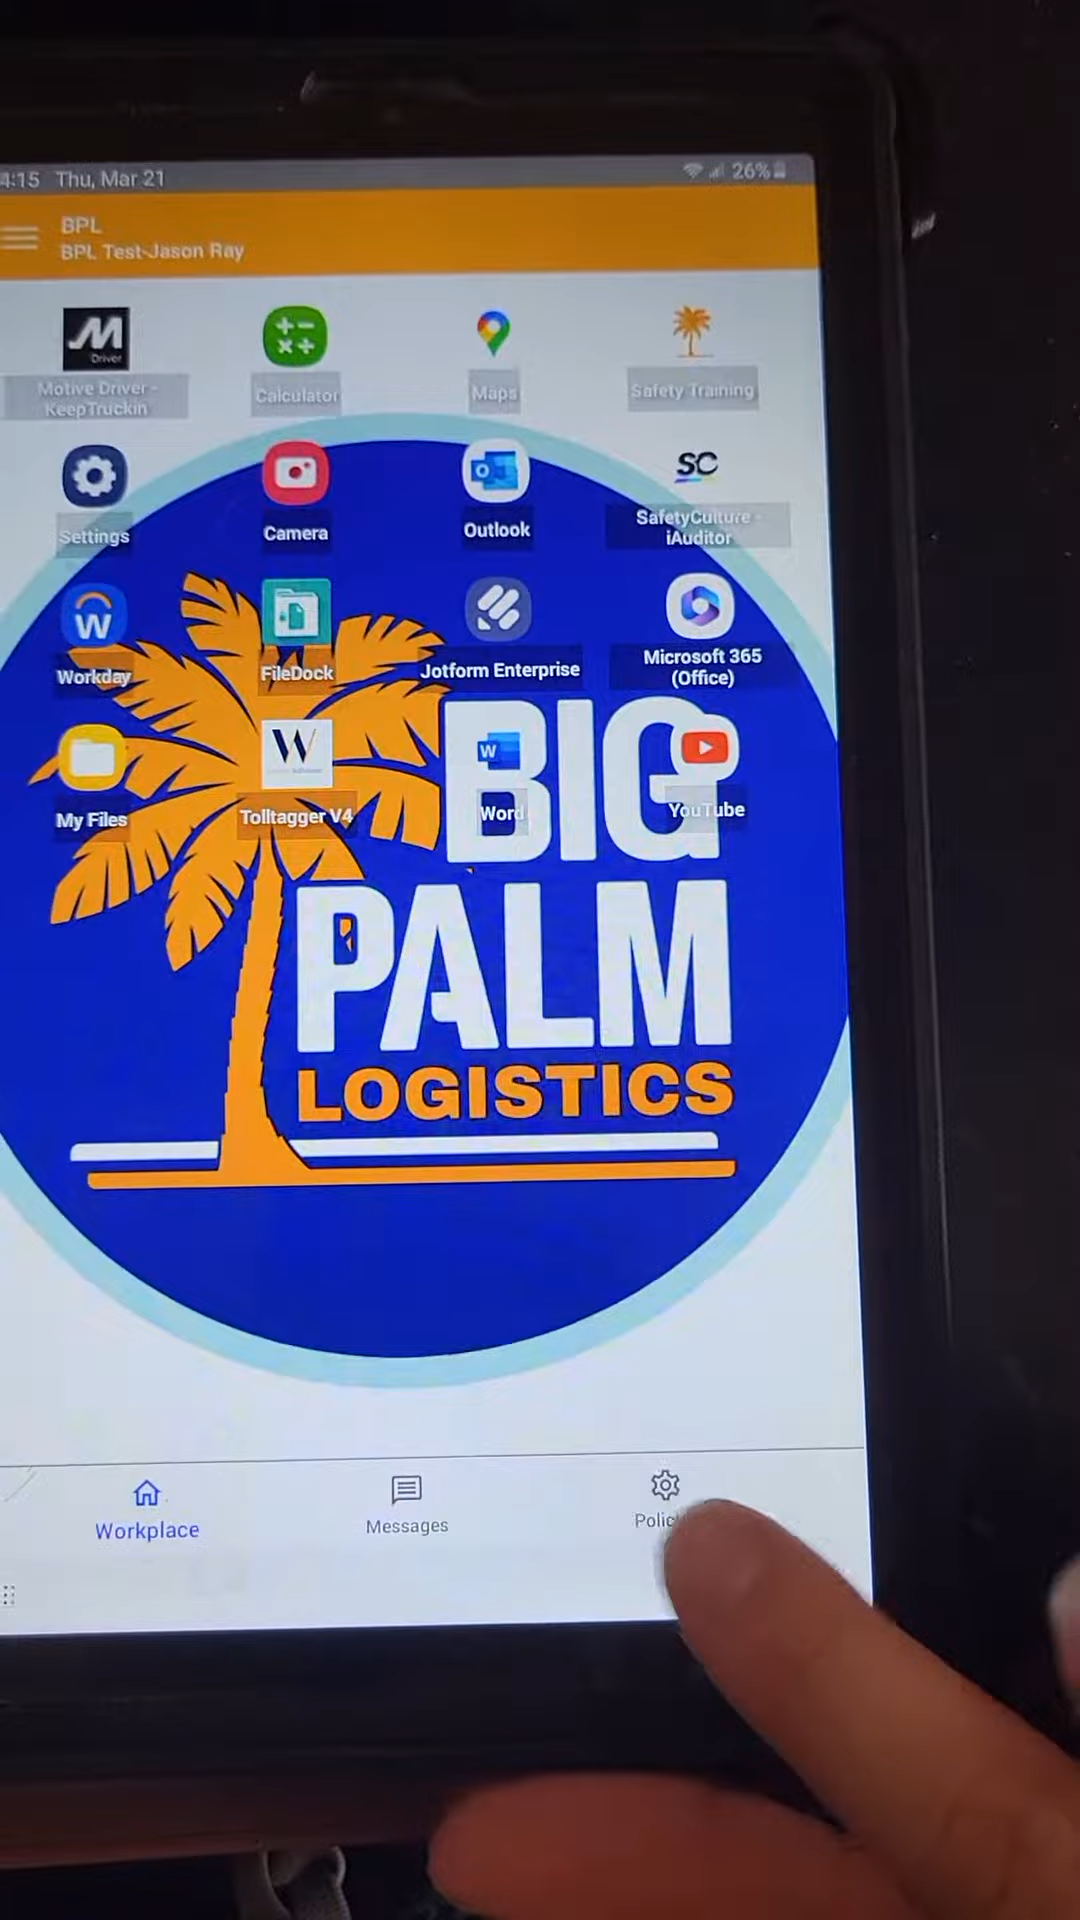 4:15 Thu, Mar 21 26%
BPL
BPL Test-Jason Ray
M
Driver
Motive Driver -
KeepTruckin
Calculator
Maps
Safety Training
Settings
Camera
O
Outlook
SC
SafetyCulture -
iAuditor
W
Workday
FileDock
Jotform Enterprise
Microsoft 365
(Office)
My Files
W
Tolltagger V4
W
Word
YouTube
BIG
PALM
LOGISTICS
Workplace
Messages